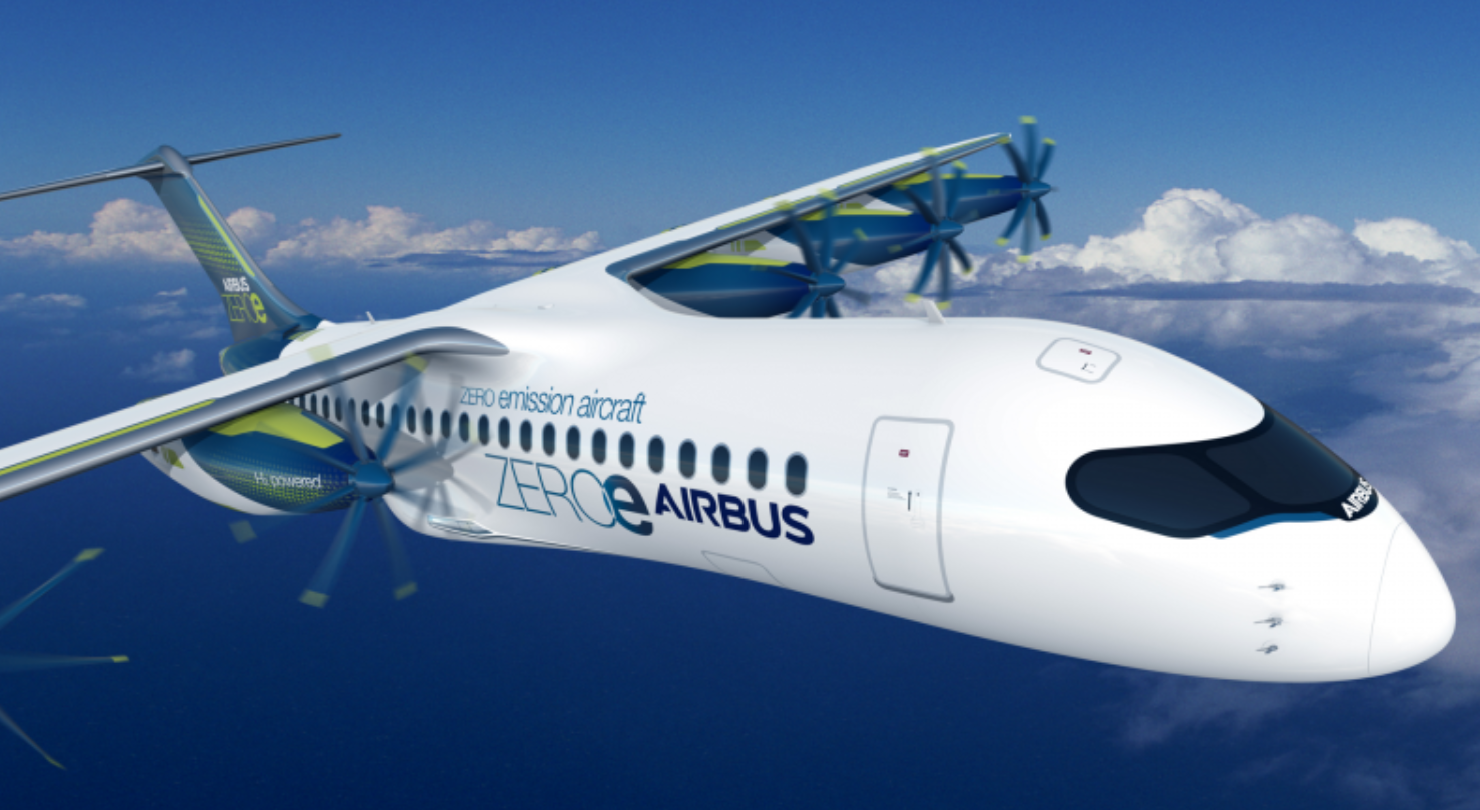 AIRBUS
ZEROe
ZERO emission aircraft
ZEROe AIRBUS
H₂ powered
AIRBUS